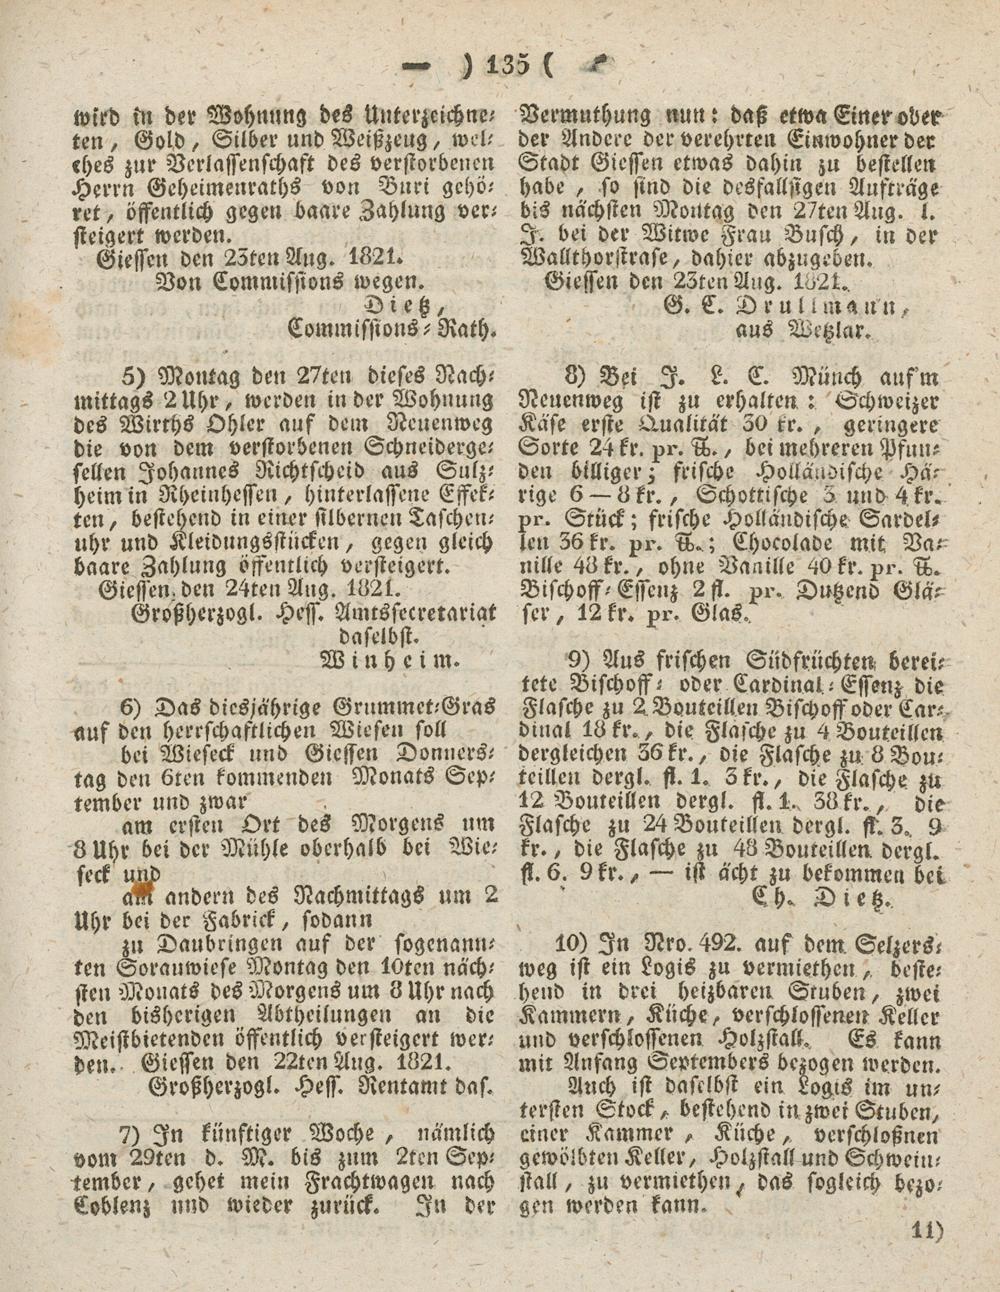 — ) 135 ( 
wird in der Wohnung des Unterzeichne⸗
ten, Gold, Silber und Weißzeug, wel⸗
ches zur Verlassenschaft des verstorbenen
Herrn Geheimenraths von Buri gehö⸗
ret, öffentlich gegen baare Zahlung ver⸗
steigert werden.
Giessen den 23ten Aug. 1821.
Von Commissions wegen.
Dietz,
Commissions⸗Rath.
5) Montag den 27ten dieses Nach⸗
mittags 2 Uhr, werden in der Wohnung
des Wirths Ohler auf dem Neuenweg
die von dem verstorbenen Schneiderge⸗
sellen Johannes Richtscheid aus Sulz⸗
heim in Rheinhessen, hinterlassene Effek⸗
ten, bestehend in einer silbernen Taschen⸗
uhr und Kleidungsstücken, gegen gleich
baare Zahlung öffentlich versteigert.
Giessen den 24ten Aug. 1821.
Großherzogl. Hess. Amtssecretariat
daselbst.
Winheim.
6) Das diesjährige Grummet⸗Gras
auf den herrschaftlichen Wiesen soll
bei Wieseck und Giessen Donners⸗
tag den 6ten kommenden Monats Sep⸗
tember und zwar
am ersten Ort des Morgens um
8 Uhr bei der Mühle oberhalb bei Wie⸗
seck und
am andern des Nachmittags um 2
Uhr bei der Fabrick, sodann
zu Daubringen auf der sogenann⸗
ten Sorauwiese Montag den 10ten näch⸗
sten Monats des Morgens um 8 Uhr nach
den bisherigen Abtheilungen an die
Meistbietenden öffentlich versteigert wer⸗
den. Giessen den 22ten Aug. 1821.
Großherzogl. Hess. Rentamt das.
7) In künftiger Woche, nämlich
vom 29ten d. M. bis zum 2ten Sep⸗
tember, gehet mein Frachtwagen nach
Coblenz und wieder zurück. In der
Vermuthung nun: daß etwa Einer oder
der Andere der verehrten Einwohner der
Stadt Giessen etwas dahin zu bestellen
habe, so sind die desfallsigen Aufträge
bis nächsten Montag den 27ten Aug. l.
J. bei der Witwe Frau Busch, in der
Wallthorstrase, dahier abzugeben.
Giessen den 23ten Aug. 1821.
G. C. Drullmann,
aus Wetzlar.
8) Bei J. L. C. Münch auf'm
Neuenweg ist zu erhalten: Schweizer
Käse erste Qualität 30 kr., geringere
Sorte 24 kr. pr. ℔., bei mehreren Pfun⸗
den billiger; frische Holländische Hä⸗
rige 6 — 8 kr., Schottische 3 und 4 kr.
pr. Stück; frische Holländische Sardel⸗
len 36 kr. pr. ℔.; Chocolade mit Va⸗
nille 48 kr., ohne Vanille 40 kr. pr. ℔.
Bischoff⸗Essenz 2 fl. pr. Dutzend Glä⸗
ser, 12 kr. pr. Glas.
9) Aus frischen Südfrüchten berei⸗
tete Bischoff⸗ oder Cardinal⸗Essenz die
Flasche zu 2 Bouteillen Bischoff oder Car⸗
dinal 18 kr., die Flasche zu 4 Bouteillen
dergleichen 36 kr., die Flasche zu 8 Bou⸗
teillen dergl. fl. 1. 3 kr., die Flasche zu
12 Bouteillen dergl. fl. 1. 38 kr., die
Flasche zu 24 Bouteillen dergl. fl. 3. 9
kr., die Flasche zu 48 Bouteillen dergl.
fl. 6. 9 kr., — ist ächt zu bekommen bei
Ch. Dietz.
10) In Nro. 492. auf dem Selzers⸗
weg ist ein Logis zu vermiethen, beste⸗
hend in drei heizbaren Stuben, zwei
Kammern, Küche, verschlossenen Keller
und verschlossenen Holzstall. Es kann
mit Anfang Septembers bezogen werden.
Auch ist daselbst ein Logis im un⸗
tersten Stock, bestehend in zwei Stuben,
einer Kammer, Küche, verschloßnen
gewölbten Keller, Holzstall und Schwein⸗
stall, zu vermiethen, das sogleich bezo⸗
gen werden kann.
11)